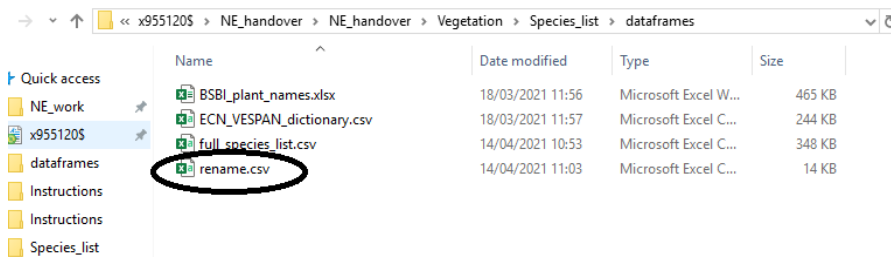 « x955120$ > NE_handover > NE_handover > Vegetation > Species_list > dataframes
Name Date modified Type Size
Quick access
NE_work
x955120$
dataframes
Instructions
Instructions
Species_list
BSBI_plant_names.xlsx 18/03/2021 11:56 Microsoft Excel W... 465 KB
ECN_VESPAN_dictionary.csv 18/03/2021 11:57 Microsoft Excel C... 244 KB
full_species_list.csv 14/04/2021 10:53 Microsoft Excel C... 348 KB
rename.csv 14/04/2021 11:03 Microsoft Excel C... 14 KB